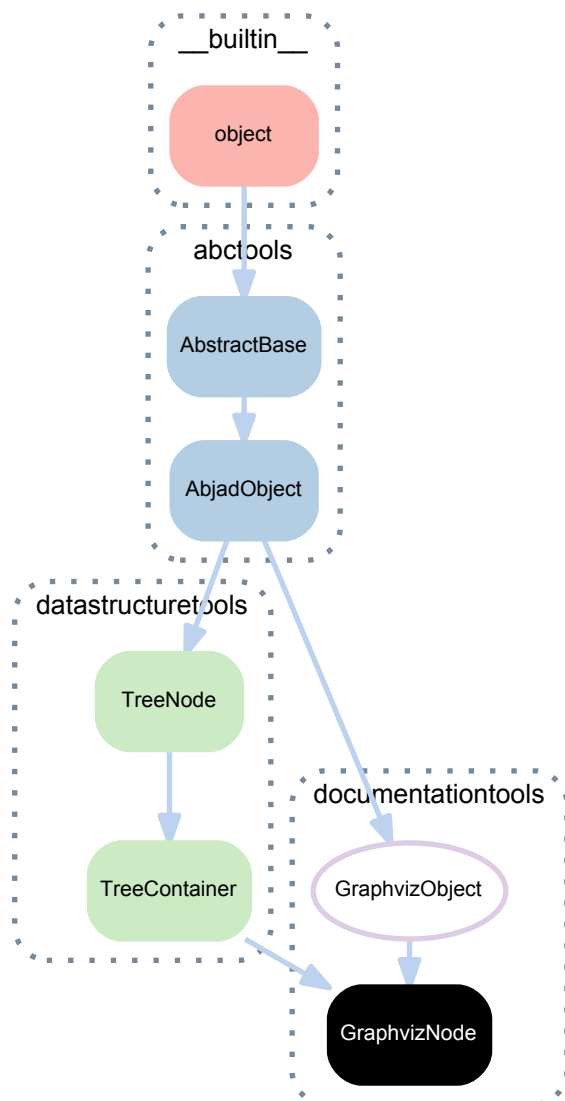 __builtin__
object
abctools
AbstractBase
AbjadObject
datastructuretools
TreeNode
documentationtools
TreeContainer
GraphvizObject
GraphvizNode